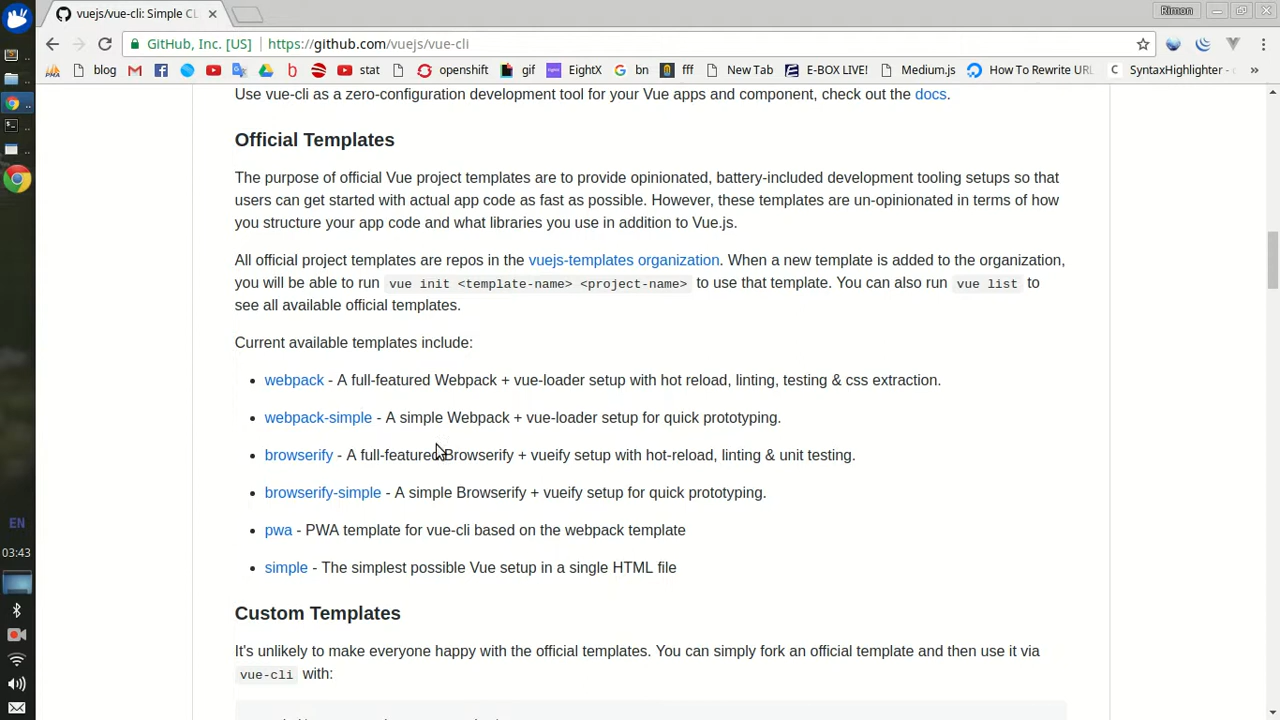 vuejs/vue-cli: Simple CL
Rimon
GitHub, Inc. [US] https://github.com/vuejs/vue-cli
blog stat openshift gif EightX bn fff New Tab E-BOX LIVE! Medium.js How To Rewrite URL SyntaxHighlighter - »
Use vue-cli as a zero-configuration development tool for your Vue apps and component, check out the docs.
Official Templates
The purpose of official Vue project templates are to provide opinionated, battery-included development tooling setups so that
users can get started with actual app code as fast as possible. However, these templates are un-opinionated in terms of how
you structure your app code and what libraries you use in addition to Vue.js.
All official project templates are repos in the vuejs-templates organization. When a new template is added to the organization,
you will be able to run vue init <template-name> <project-name> to use that template. You can also run vue list to
see all available official templates.
Current available templates include:
• webpack - A full-featured Webpack + vue-loader setup with hot reload, linting, testing & css extraction.
• webpack-simple - A simple Webpack + vue-loader setup for quick prototyping.
• browserify - A full-featured Browserify + vueify setup with hot-reload, linting & unit testing.
• browserify-simple - A simple Browserify + vueify setup for quick prototyping.
• pwa - PWA template for vue-cli based on the webpack template
• simple - The simplest possible Vue setup in a single HTML file
Custom Templates
It's unlikely to make everyone happy with the official templates. You can simply fork an official template and then use it via
vue-cli with:
EN
03:43